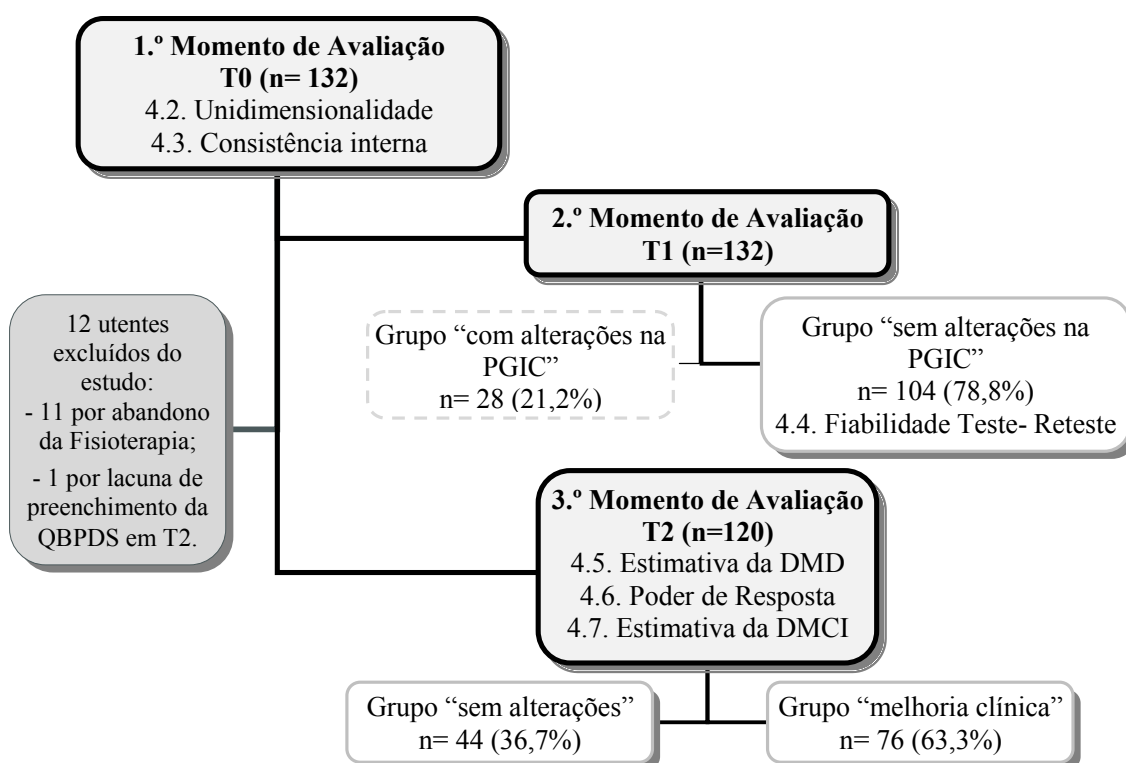 1.º Momento de Avaliação
T0 (n= 132)
4.2. Unidimensionalidade
4.3. Consistência interna
2.º Momento de Avaliação
T1 (n=132)
12 utentes
excluídos do
estudo:
- 11 por abandono
da Fisioterapia;
- 1 por lacuna de
preenchimento da
QBPDS em T2.
Grupo “com alterações na
PGIC”
n= 28 (21,2%)
Grupo “sem alterações na
PGIC”
n= 104 (78,8%)
4.4. Fiabilidade Teste- Reteste
3.º Momento de Avaliação
T2 (n=120)
4.5. Estimativa da DMD
4.6. Poder de Resposta
4.7. Estimativa da DMCI
Grupo “sem alterações”
n= 44 (36,7%)
Grupo “melhoria clínica”
n= 76 (63,3%)